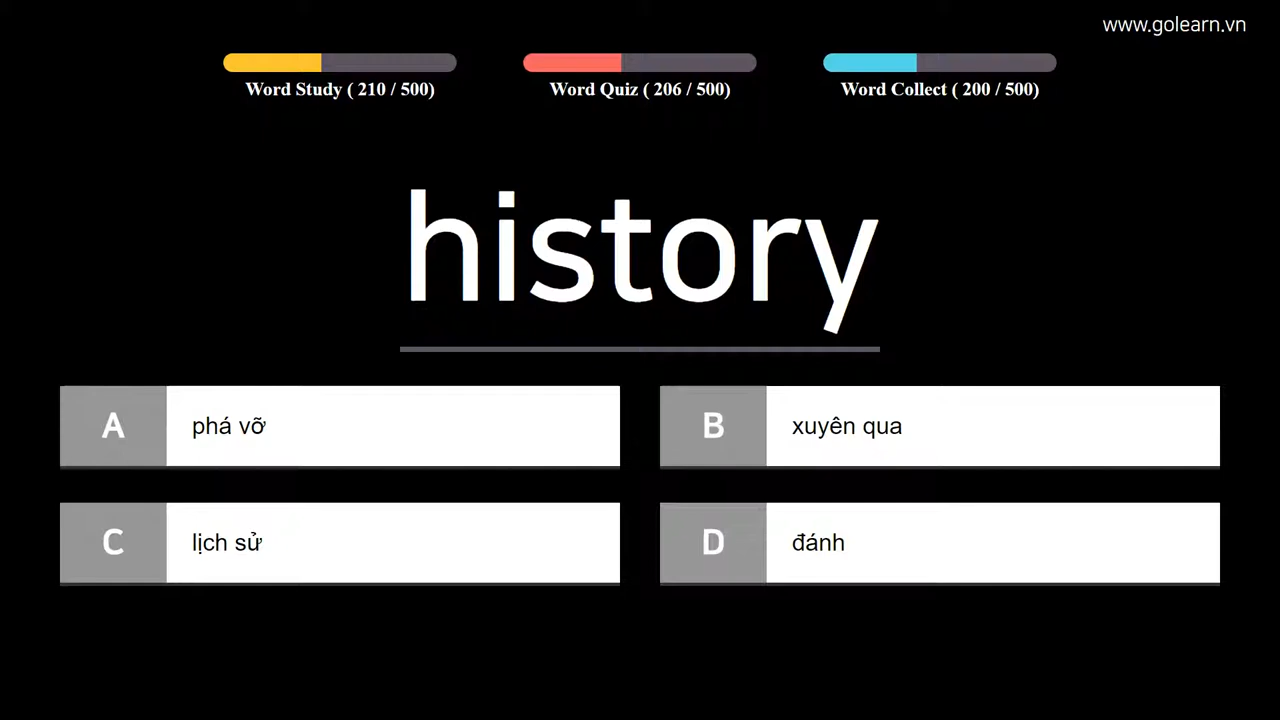 www.golearn.vn
Word Study ( 210 / 500)
Word Quiz ( 206 / 500)
Word Collect ( 200 / 500)
history
A phá vỡ
B xuyên qua
C lịch sử
D đánh